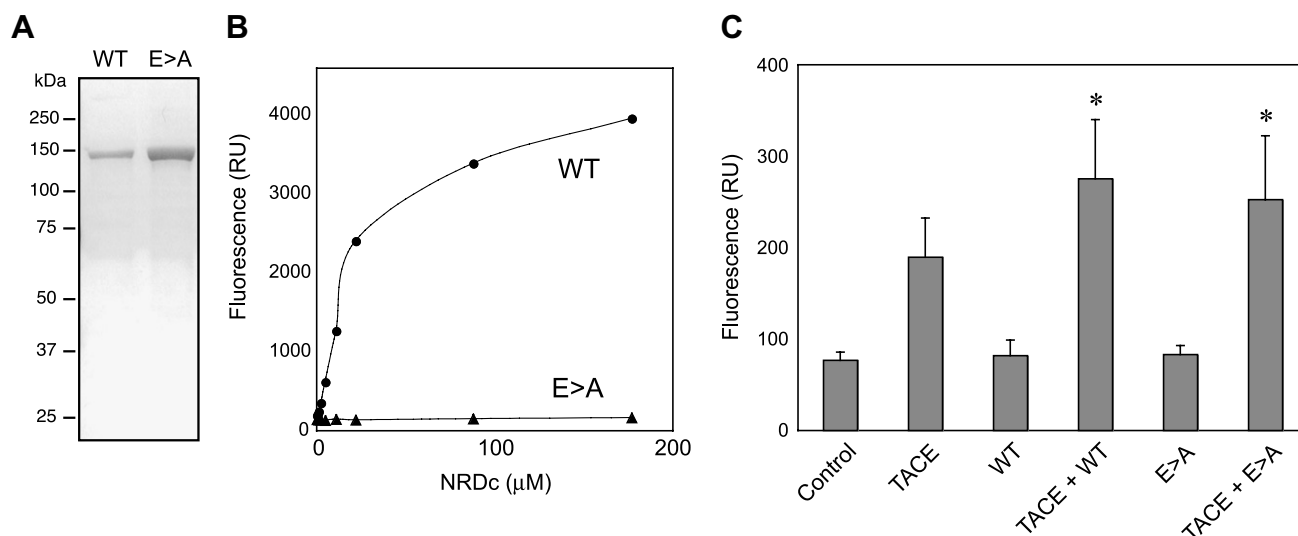 A
WT E>A
kDa
250
150
100
75
50
37
25
B
Fluorescence (RU)
4000
3000
2000
1000
0
WT
E>A
0 100 200
NRDc (μM)
C
Fluorescence (RU)
400
300
200
100
0
* *
Control TACE WT TACE + WT E>A TACE + E>A